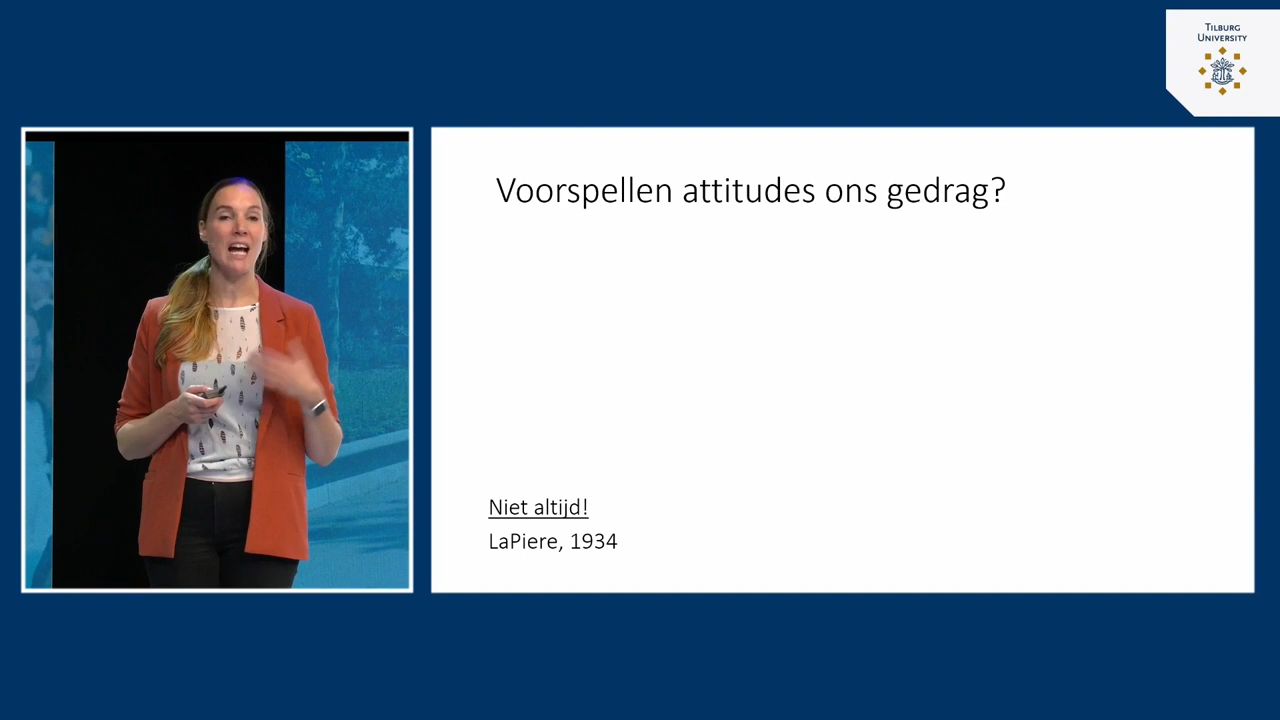 TILBURG
UNIVERSITY
Voorspellen attitudes ons gedrag?
Niet altijd!
LaPiere, 1934